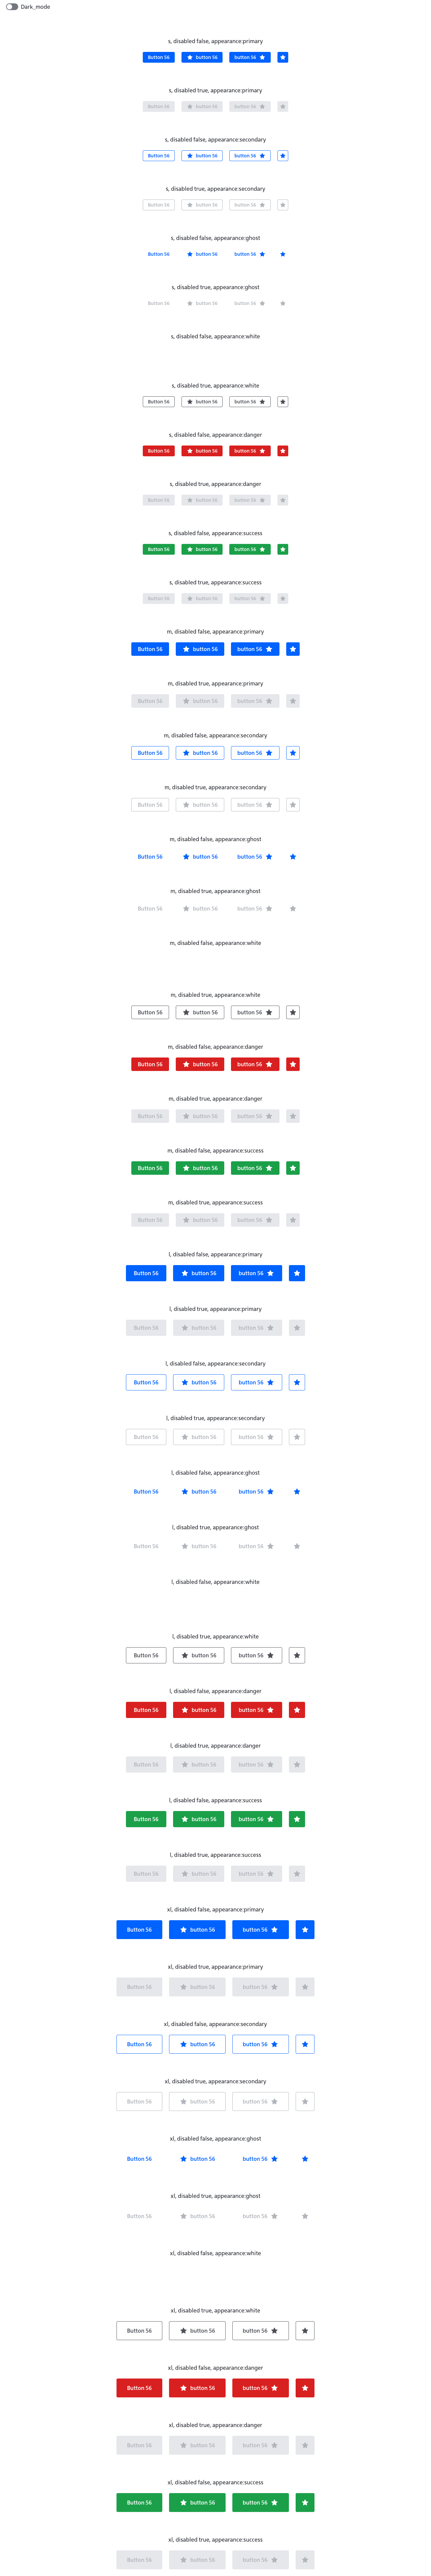 Dark_mode
s, disabled false, appearance:primary
Button 56 button 56 button 56
s, disabled true, appearance:primary
Button 56 button 56 button 56
s, disabled false, appearance:secondary
Button 56 button 56 button 56
s, disabled true, appearance:secondary
Button 56 button 56 button 56
s, disabled false, appearance:ghost
Button 56 button 56 button 56
s, disabled true, appearance:ghost
Button 56 button 56 button 56
s, disabled false, appearance:white
s, disabled true, appearance:white
Button 56 button 56 button 56
s, disabled false, appearance:danger
Button 56 button 56 button 56
s, disabled true, appearance:danger
Button 56 button 56 button 56
s, disabled false, appearance:success
Button 56 button 56 button 56
s, disabled true, appearance:success
Button 56 button 56 button 56
m, disabled false, appearance:primary
Button 56 button 56 button 56
m, disabled true, appearance:primary
Button 56 button 56 button 56
m, disabled false, appearance:secondary
Button 56 button 56 button 56
m, disabled true, appearance:secondary
Button 56 button 56 button 56
m, disabled false, appearance:ghost
Button 56 button 56 button 56
m, disabled true, appearance:ghost
Button 56 button 56 button 56
m, disabled false, appearance:white
m, disabled true, appearance:white
Button 56 button 56 button 56
m, disabled false, appearance:danger
Button 56 button 56 button 56
m, disabled true, appearance:danger
Button 56 button 56 button 56
m, disabled false, appearance:success
Button 56 button 56 button 56
m, disabled true, appearance:success
Button 56 button 56 button 56
l, disabled false, appearance:primary
Button 56 button 56 button 56
l, disabled true, appearance:primary
Button 56 button 56 button 56
l, disabled false, appearance:secondary
Button 56 button 56 button 56
l, disabled true, appearance:secondary
Button 56 button 56 button 56
l, disabled false, appearance:ghost
Button 56 button 56 button 56
l, disabled true, appearance:ghost
Button 56 button 56 button 56
l, disabled false, appearance:white
l, disabled true, appearance:white
Button 56 button 56 button 56
l, disabled false, appearance:danger
Button 56 button 56 button 56
l, disabled true, appearance:danger
Button 56 button 56 button 56
l, disabled false, appearance:success
Button 56 button 56 button 56
l, disabled true, appearance:success
Button 56 button 56 button 56
xl, disabled false, appearance:primary
Button 56 button 56 button 56
xl, disabled true, appearance:primary
Button 56 button 56 button 56
xl, disabled false, appearance:secondary
Button 56 button 56 button 56
xl, disabled true, appearance:secondary
Button 56 button 56 button 56
xl, disabled false, appearance:ghost
Button 56 button 56 button 56
xl, disabled true, appearance:ghost
Button 56 button 56 button 56
xl, disabled false, appearance:white
xl, disabled true, appearance:white
Button 56 button 56 button 56
xl, disabled false, appearance:danger
Button 56 button 56 button 56
xl, disabled true, appearance:danger
Button 56 button 56 button 56
xl, disabled false, appearance:success
Button 56 button 56 button 56
xl, disabled true, appearance:success
Button 56 button 56 button 56